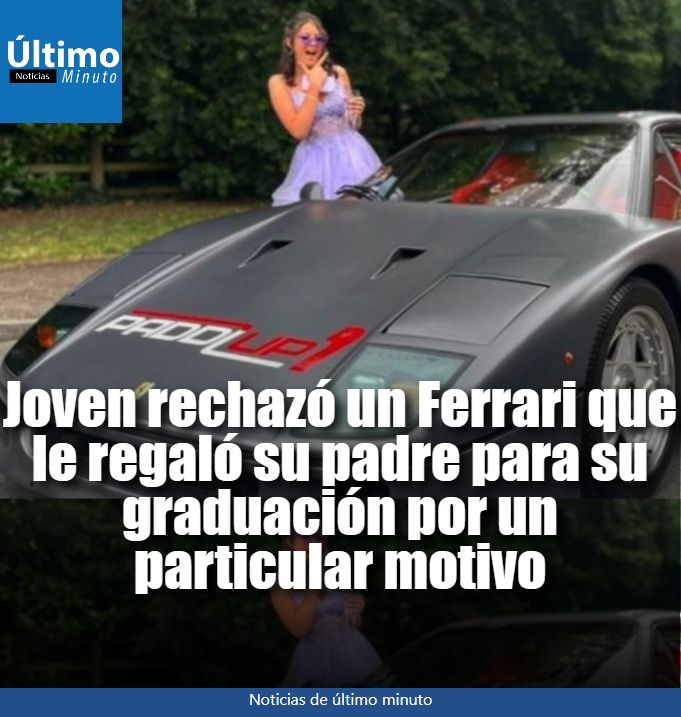 Último
Noticias Minuto
PADDLUP!
Joven rechazó un Ferrari que
le regaló su padre para su
graduación por un
particular motivo
Noticias de último minuto